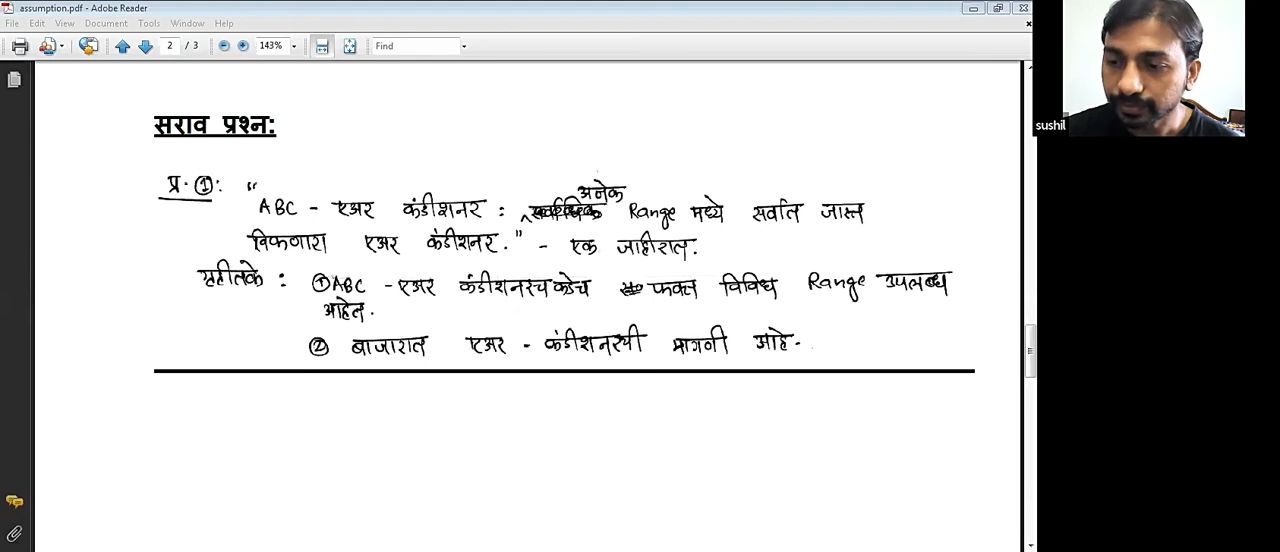 assumption.pdf - Adobe Reader
File Edit View Document Tools Window Help
2 / 3 143% Find
sushil
सराव प्रश्न:
प्र. ①: "
अनेक
ABC - एअर कंडीशनर : Range मध्ये सर्वात जास्त
विकणारा एअर कंडीशनर." - एक जाहीरात.
गृहीतके : ① ABC - एअर कंडीशनरचकडेच फक्त विविध Range उपलब्ध
आहेत.
② बाजारात एअर - कंडीशनरची मागणी आहे.